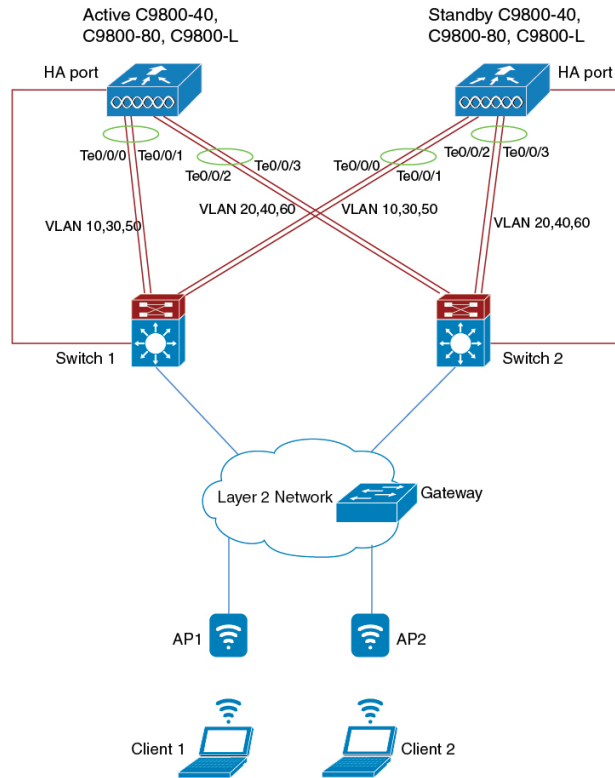 Active C9800-40,
C9800-80, C9800-L
Standby C9800-40,
C9800-80, C9800-L
HA port
HA port
Te0/0/0
Te0/0/1
Te0/0/2
Te0/0/3
Te0/0/0
Te0/0/1
Te0/0/2
Te0/0/3
VLAN 10,30,50
VLAN 20,40,60
VLAN 10,30,50
VLAN 20,40,60
Switch 1
Switch 2
Layer 2 Network
Gateway
AP1
AP2
Client 1
Client 2